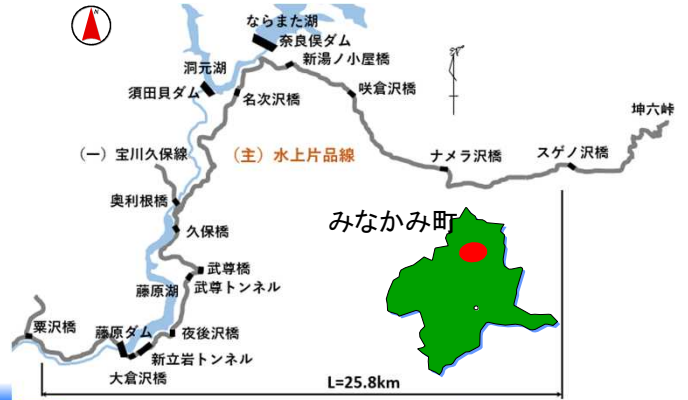 N
ならまた湖
奈良俣ダム
新湯ノ小屋橋
洞元湖
須田貝ダム
名次沢橋
咲倉沢橋
坤六峠
(一)宝川久保線
(主)水上片品線
ナメラ沢橋
スゲノ沢橋
奥利根橋
久保橋
みなかみ町
武尊橋
藤原湖
武尊トンネル
粟沢橋
藤原ダム
夜後沢橋
新立岩トンネル
大倉沢橋
L=25.8km